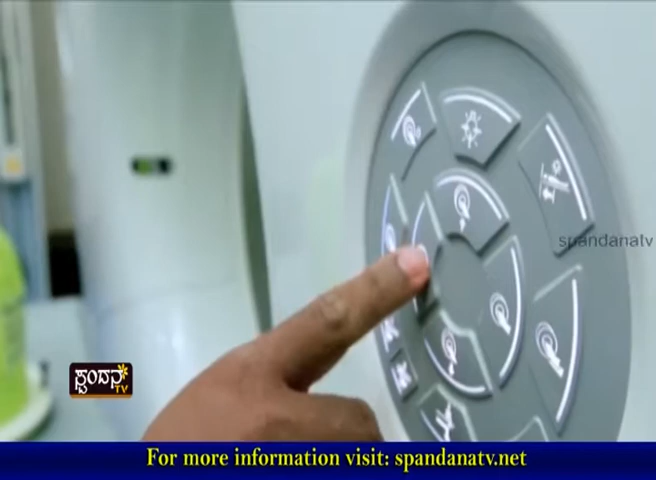 spandanatv
ಸ್ಪಂದನ
TV
For more information visit: spandanatv.net